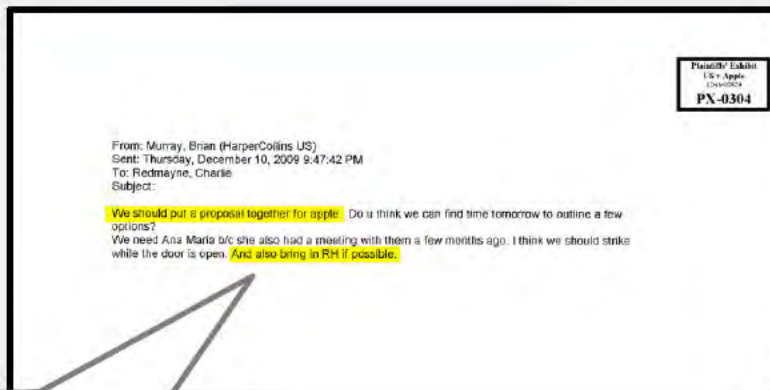 Plaintiffs' Exhibit
US v. Apple
PX-0304
From: Murray, Brian (HarperCollins US)
Sent: Thursday, December 10, 2009 9:47:42 PM
To: Redmayne, Charlie
Subject:
We should put a proposal together for apple. Do u think we can find time tomorrow to outline a few
options?
We need Ana Maria b/c she also had a meeting with them a few months ago. I think we should strike
while the door is open. And also bring in RH if possible.